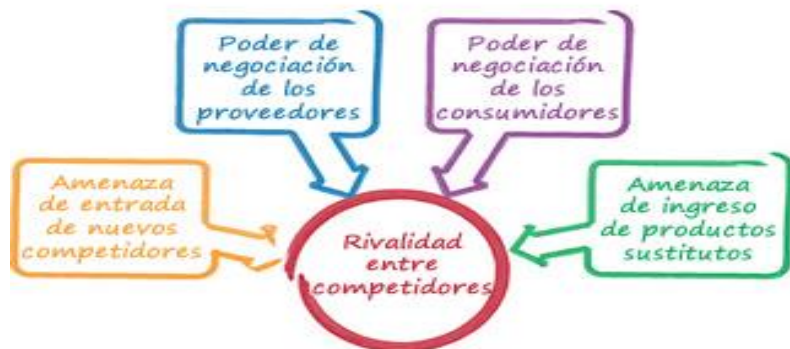 Poder de
negociación
de los
proveedores
Poder de
negociación
de los
consumidores
Amenaza
de entrada
de nuevos
competidores
Rivalidad
entre
competidores
Amenaza
de ingreso
de productos
sustitutos